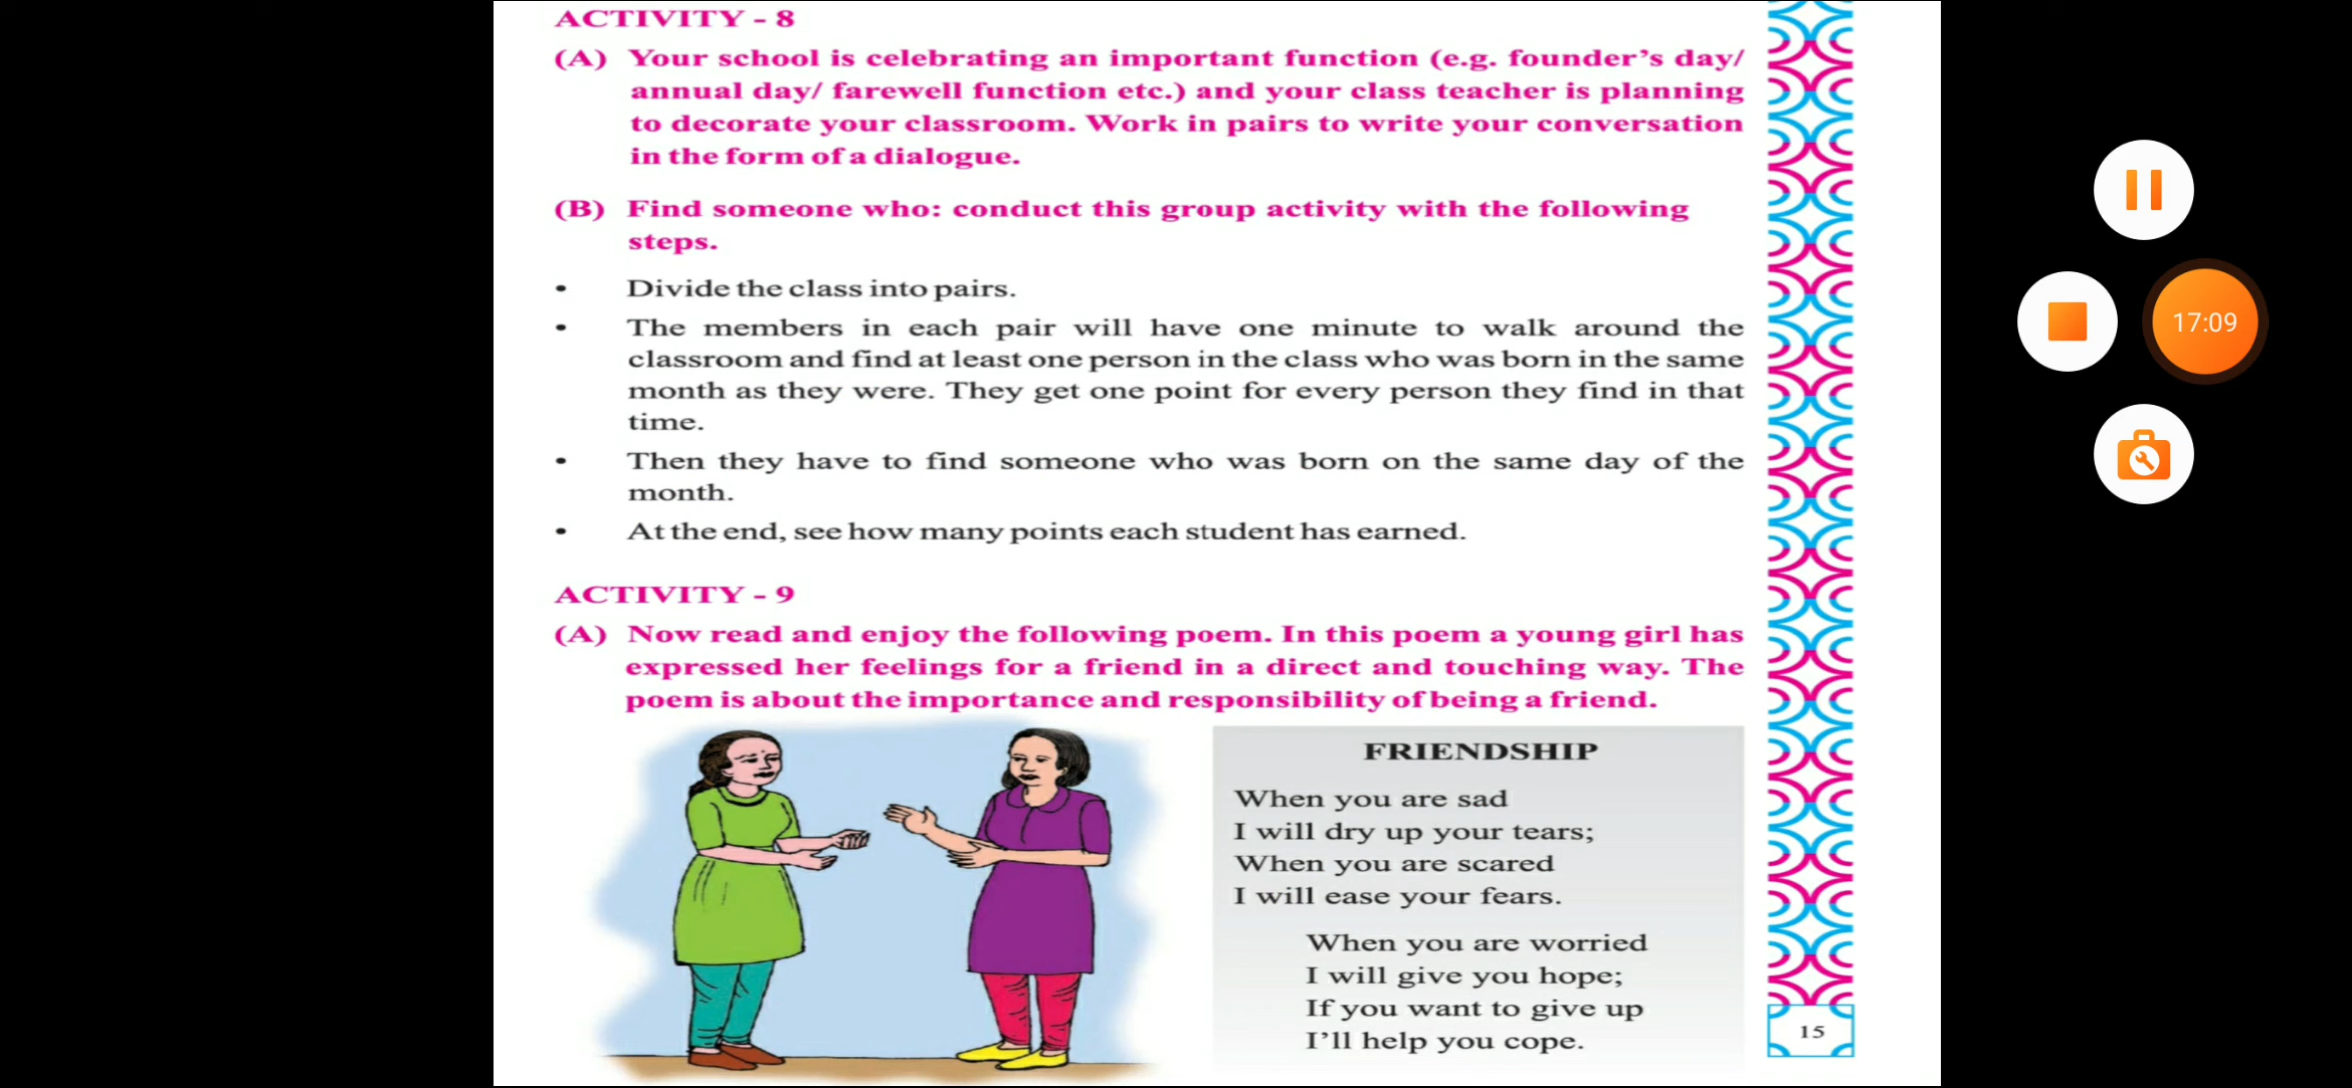 ACTIVITY - 8
(A) Your school is celebrating an important function (e.g. founder’s day/
annual day/ farewell function etc.) and your class teacher is planning
to decorate your classroom. Work in pairs to write your conversation
in the form of a dialogue.
(B) Find someone who: conduct this group activity with the following
steps.
• Divide the class into pairs.
• The members in each pair will have one minute to walk around the
classroom and find at least one person in the class who was born in the same
month as they were. They get one point for every person they find in that
time.
• Then they have to find someone who was born on the same day of the
month.
• At the end, see how many points each student has earned.
ACTIVITY - 9
(A) Now read and enjoy the following poem. In this poem a young girl has
expressed her feelings for a friend in a direct and touching way. The
poem is about the importance and responsibility of being a friend.
FRIENDSHIP
When you are sad
I will dry up your tears;
When you are scared
I will ease your fears.
When you are worried
I will give you hope;
If you want to give up
I’ll help you cope.
15
17:09